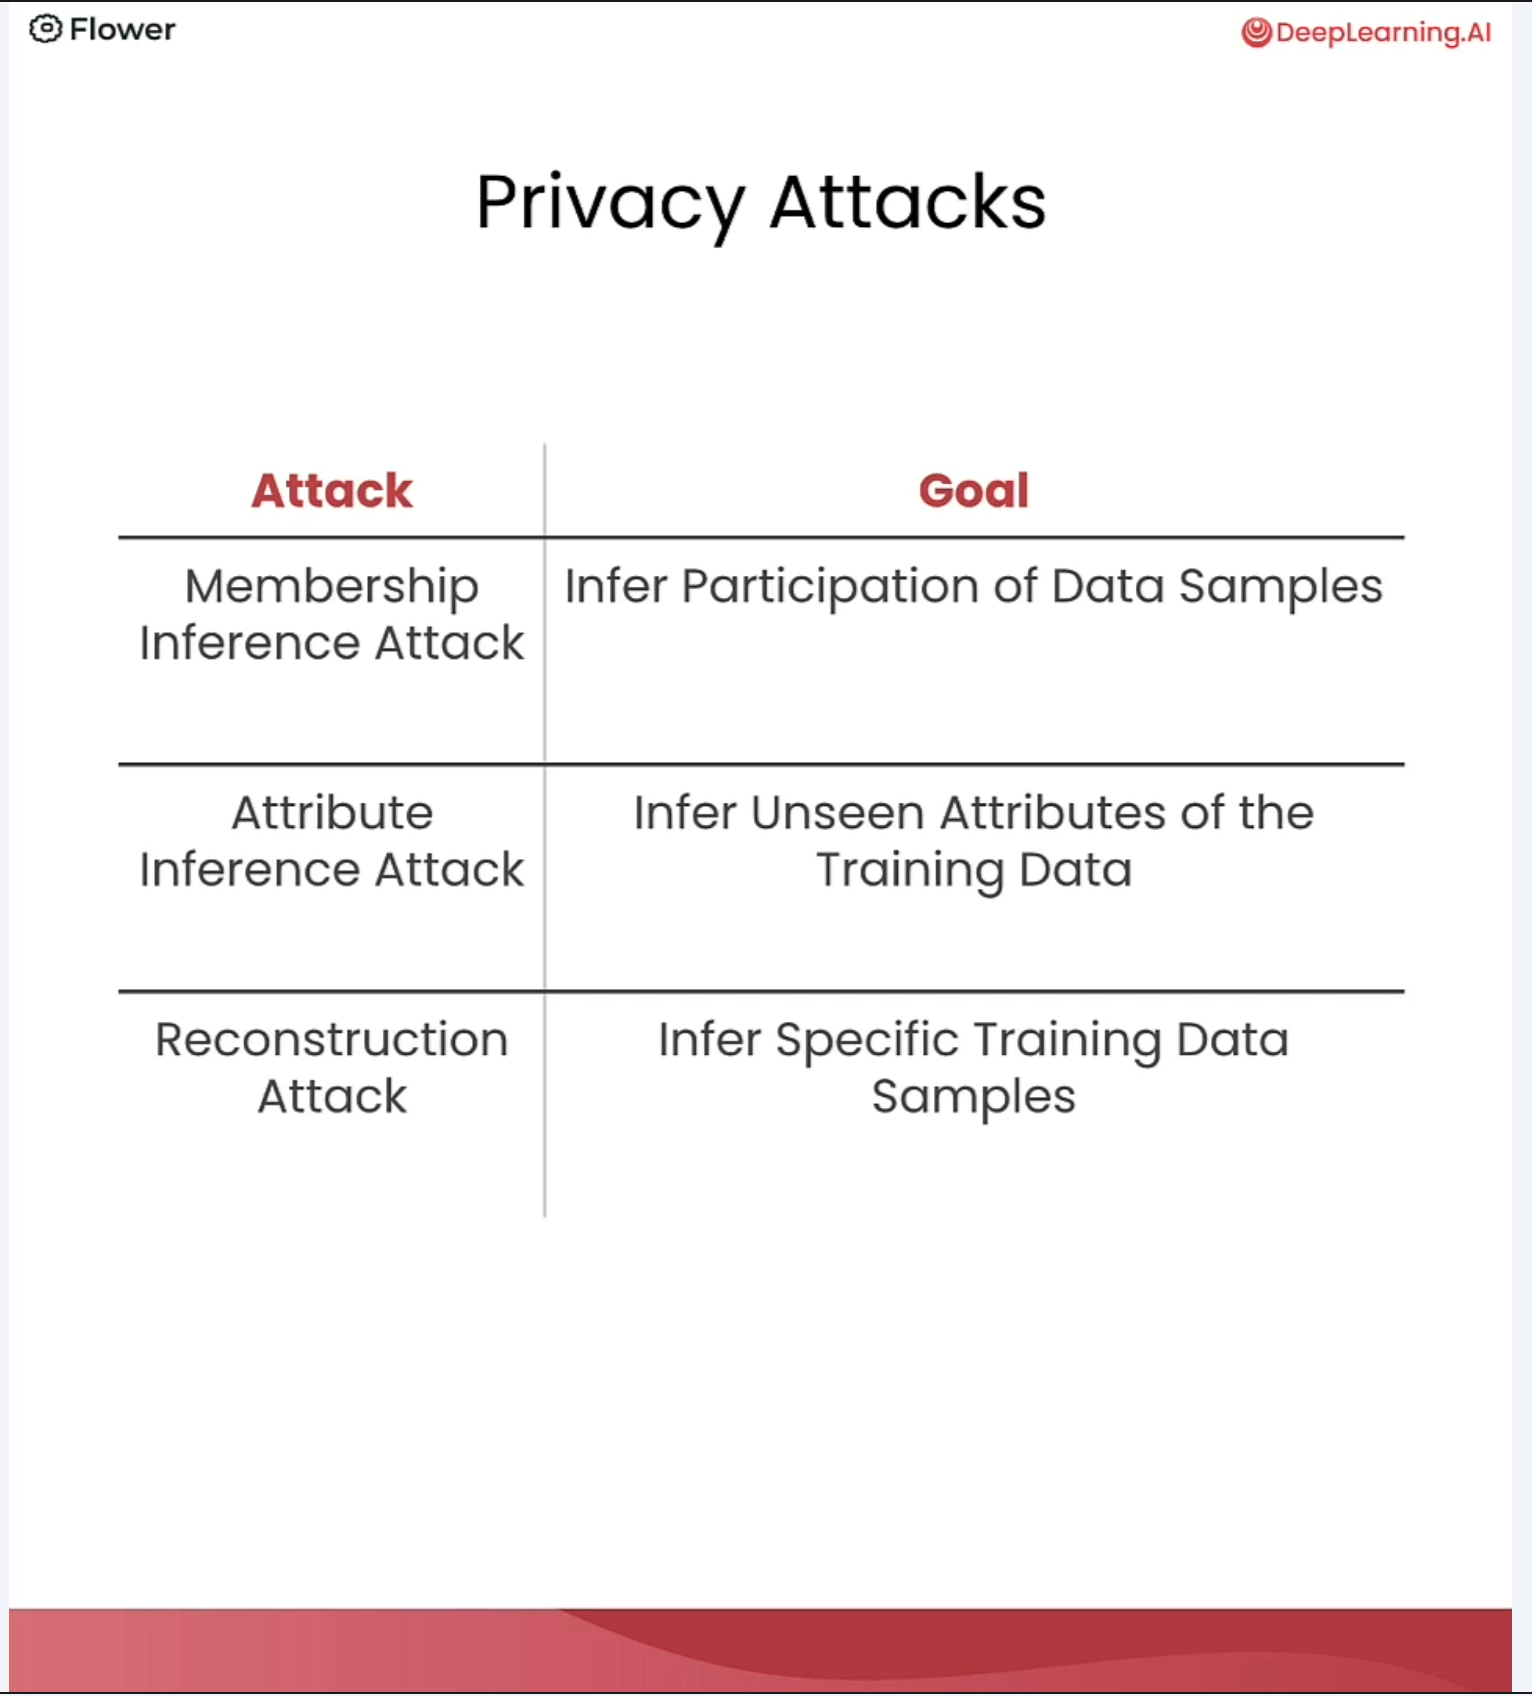 Flower
DeepLearning.AI
Privacy Attacks
Attack
Goal
Membership
Inference Attack
Infer Participation of Data Samples
Attribute
Inference Attack
Infer Unseen Attributes of the
Training Data
Reconstruction
Attack
Infer Specific Training Data
Samples